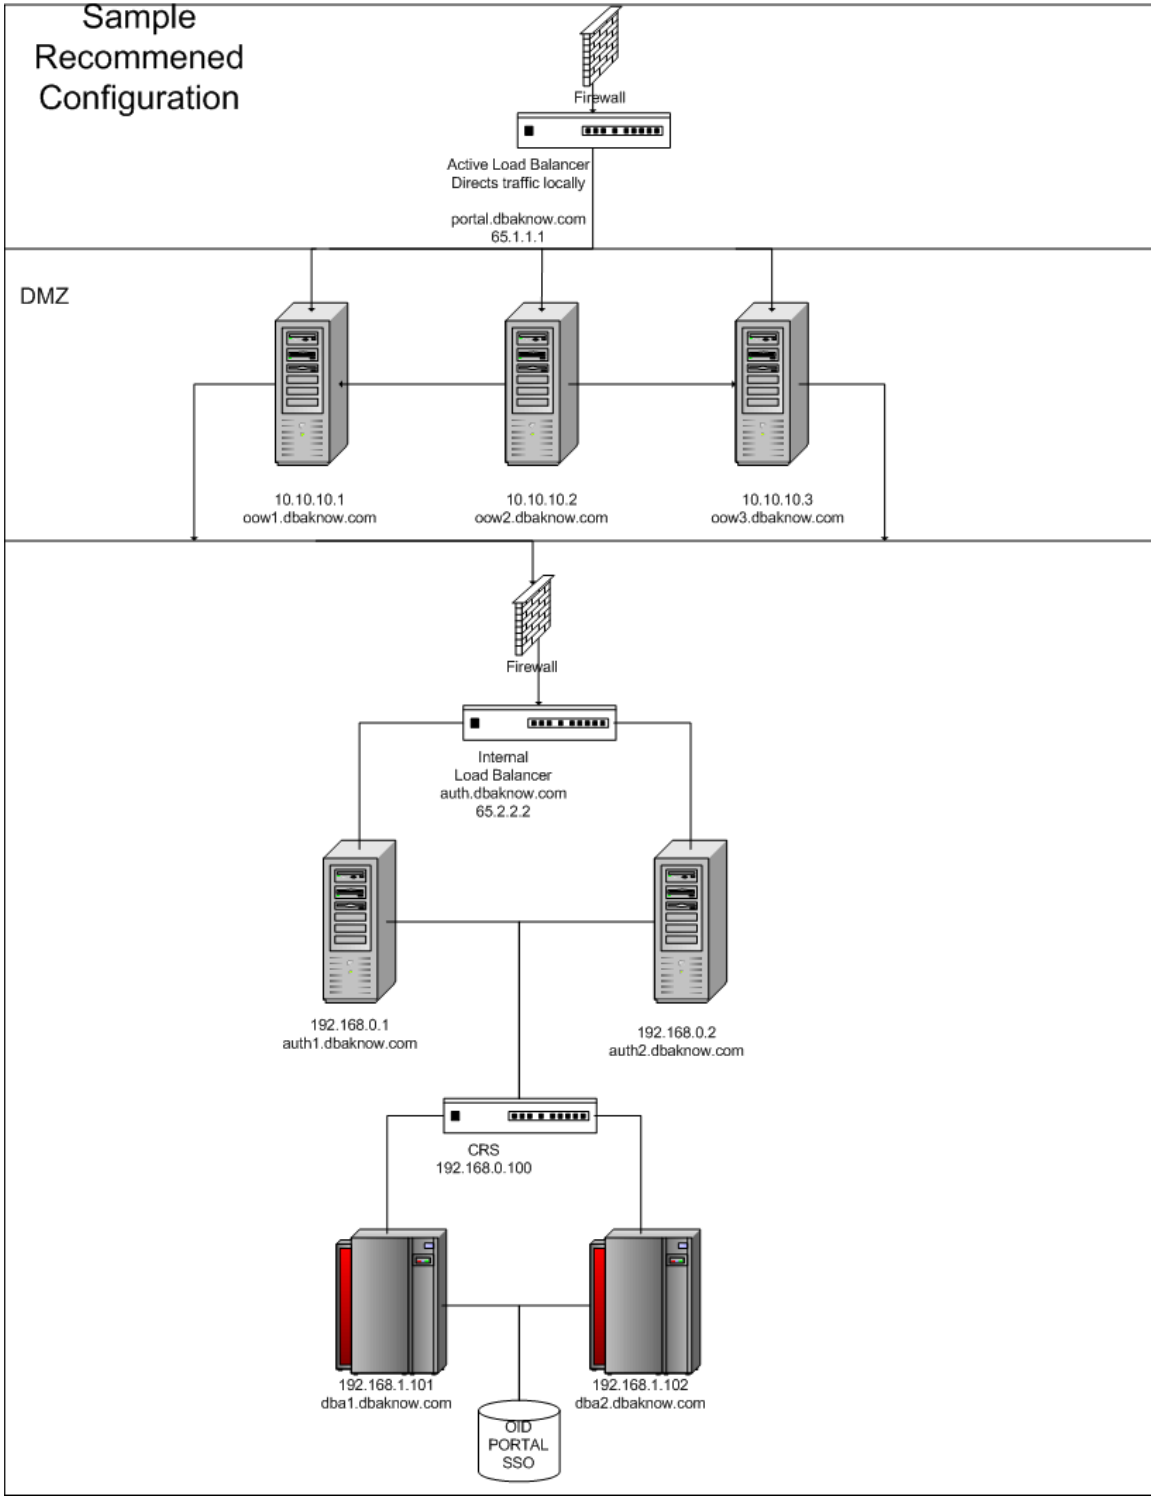 Sample
Recommened
Configuration
Firewall
Active Load Balancer
Directs traffic locally
portal.dbaknow.com
65.1.1.1
DMZ
10.10.10.1
oow1.dbaknow.com
10.10.10.2
oow2.dbaknow.com
10.10.10.3
oow3.dbaknow.com
Firewall
Internal
Load Balancer
auth.dbaknow.com
65.2.2.2
192.168.0.1
auth1.dbaknow.com
192.168.0.2
auth2.dbaknow.com
CRS
192.168.0.100
192.168.1.101
dba1.dbaknow.com
192.168.1.102
dba2.dbaknow.com
OID
PORTAL
SSO